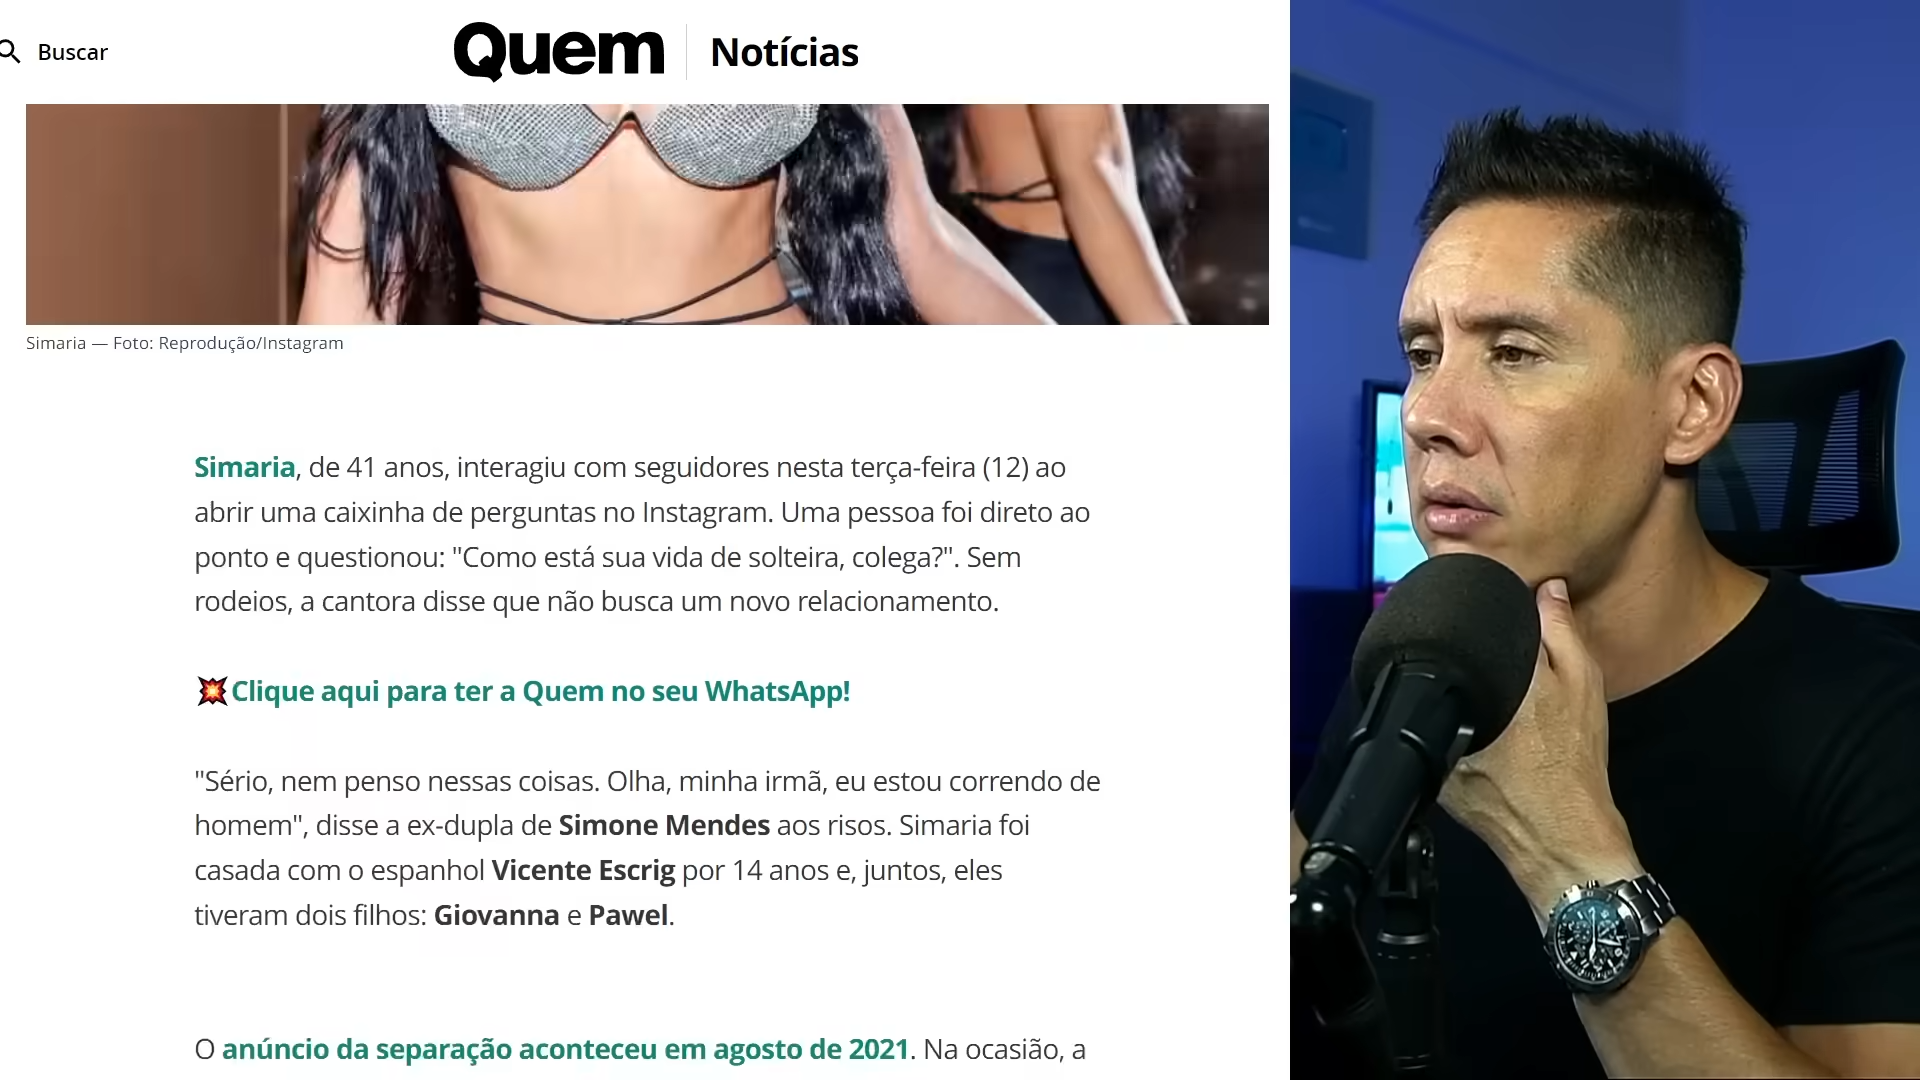 Buscar
Quem
Notícias
Simaria — Foto: Reprodução/Instagram
Simaria, de 41 anos, interagiu com seguidores nesta terça-feira (12) ao
abrir uma caixinha de perguntas no Instagram. Uma pessoa foi direto ao
ponto e questionou: "Como está sua vida de solteira, colega?". Sem
rodeios, a cantora disse que não busca um novo relacionamento.
💥Clique aqui para ter a Quem no seu WhatsApp!
"Sério, nem penso nessas coisas. Olha, minha irmã, eu estou correndo de
homem", disse a ex-dupla de Simone Mendes aos risos. Simaria foi
casada com o espanhol Vicente Escrig por 14 anos e, juntos, eles
tiveram dois filhos: Giovanna e Pawel.
O anúncio da separação aconteceu em agosto de 2021. Na ocasião, a